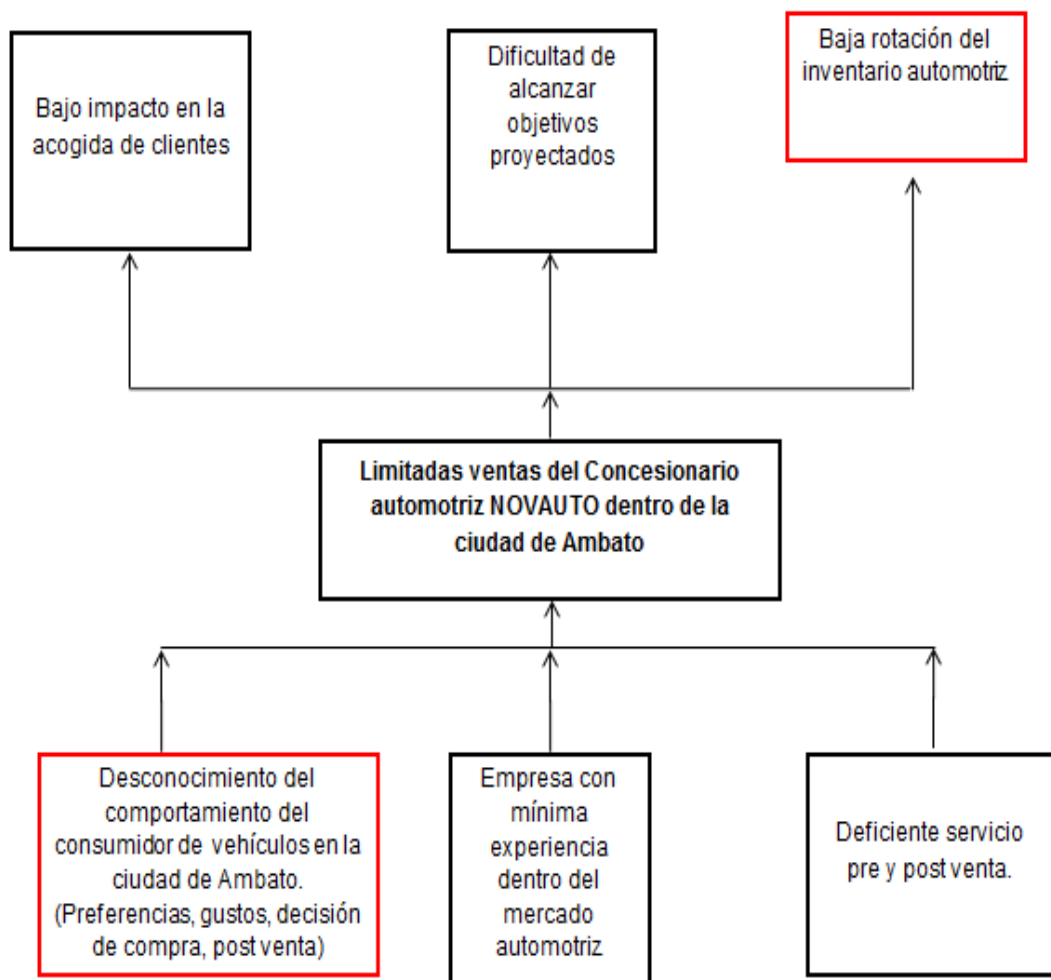 Bajo impacto en la
acogida de clientes
Dificultad de
alcanzar
objetivos
proyectados
Baja rotación del
inventario automotriz
Limitadas ventas del Concesionario
automotriz NOVAUTO dentro de la
ciudad de Ambato
Desconocimiento del
comportamiento del
consumidor de vehículos en la
ciudad de Ambato.
(Preferencias, gustos, decisión
de compra, post venta)
Empresa con
mínima
experiencia
dentro del
mercado
automotriz
Deficiente servicio
pre y post venta.